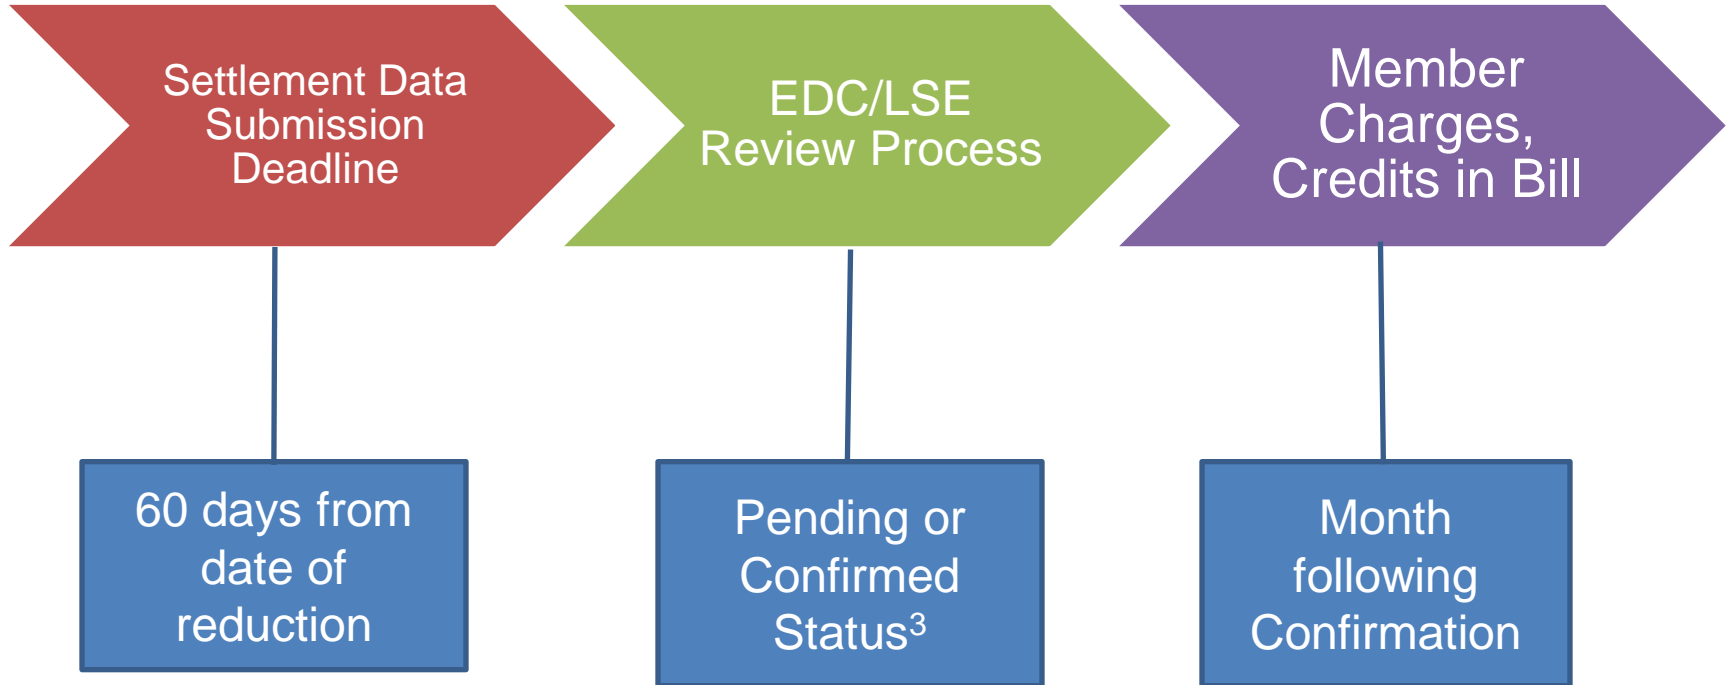 Settlement Data
Submission
Deadline
EDC/LSE
Review Process
Member
Charges,
Credits in Bill
60 days from
date of
reduction
Pending or
Confirmed
Status³
Month
following
Confirmation